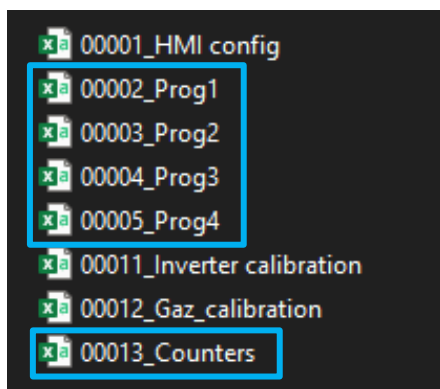 00001_HMI config
00002_Prog1
00003_Prog2
00004_Prog3
00005_Prog4
00011_Inverter calibration
00012_Gaz_calibration
00013_Counters